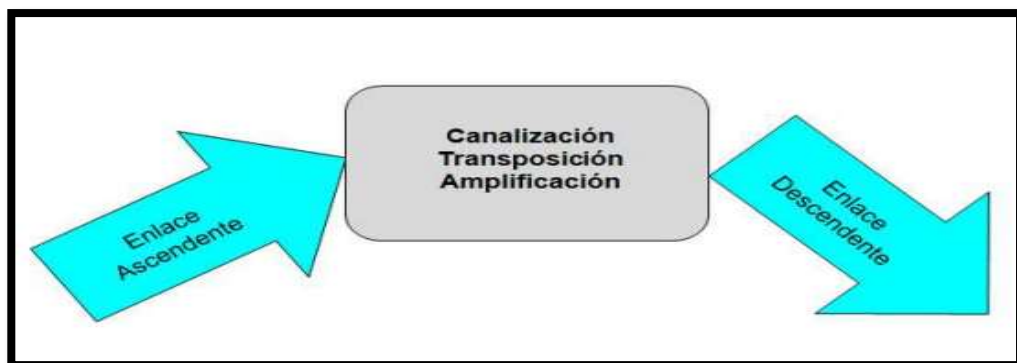 Enlace
Ascendente
Canalización
Transposición
Amplificación
Enlace
Descendente